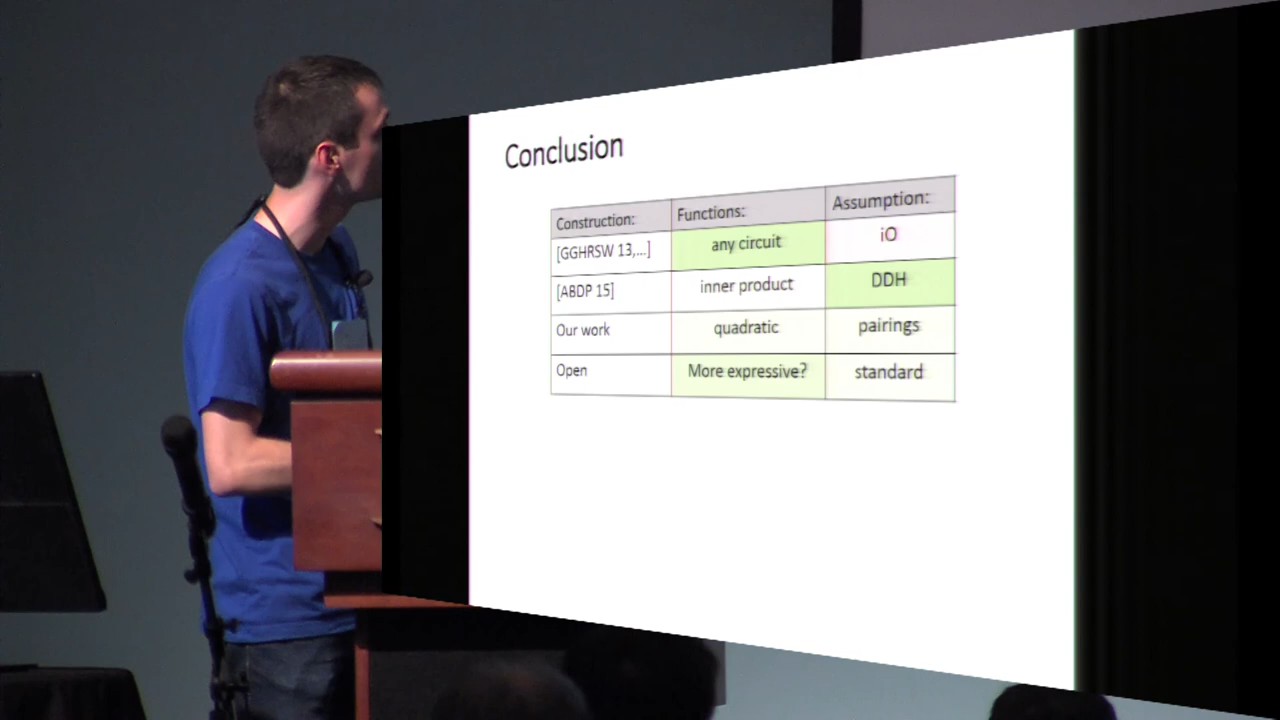 Conclusion
Construction: Functions: Assumption:
[GGHRSW 13,...] any circuit iO
[ABDP 15] inner product DDH
Our work quadratic pairings
Open More expressive? standard